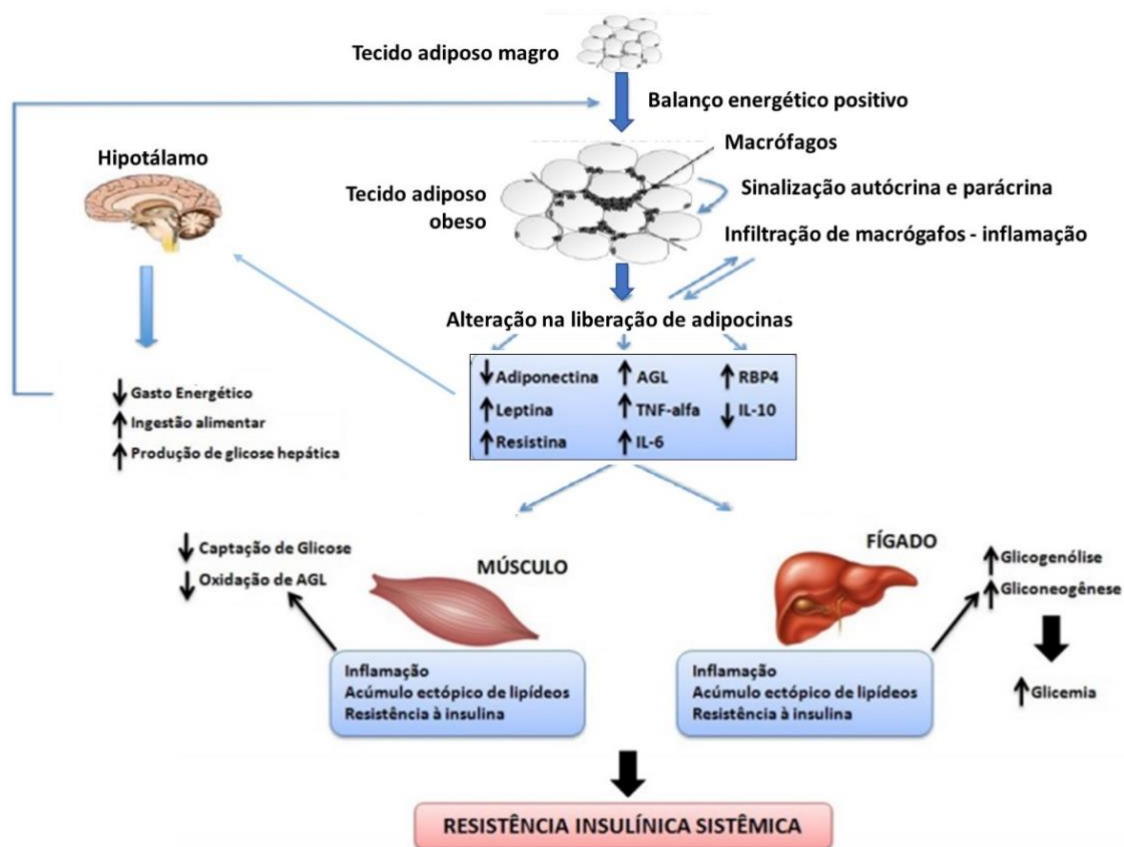 Tecido adiposo magro
Balanço energético positivo
Macrófagos
Hipotálamo
Tecido adiposo
obeso
Sinalização autócrina e parácrina
Infiltração de macrógafos - inflamação
Alteração na liberação de adipocinas
↓ Adiponectina
↑ Leptina
↑ Resistina
↑ AGL
↑ TNF-alfa
↑ IL-6
↑ RBP4
↓ IL-10
↓ Gasto Energético
↑ Ingestão alimentar
↑ Produção de glicose hepática
↓ Captação de Glicose
↓ Oxidação de AGL
MÚSCULO
Inflamação
Acúmulo ectópico de lipídeos
Resistência à insulina
FÍGADO
↑ Glicogenólise
↑ Gliconeogênese
↑ Glicemia
Inflamação
Acúmulo ectópico de lipídeos
Resistência à insulina
RESISTÊNCIA INSULÍNICA SISTÊMICA